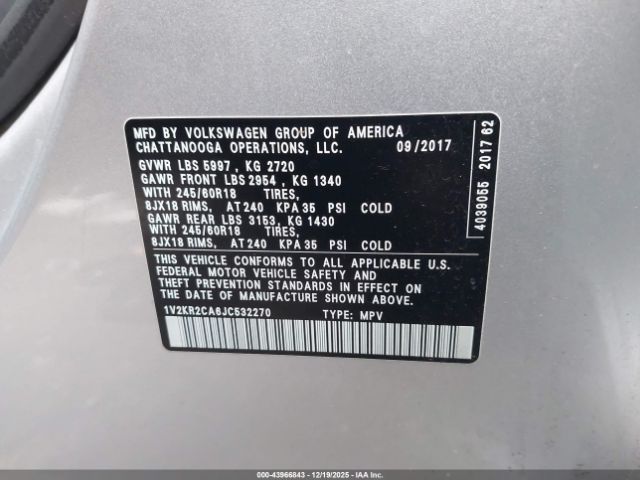 MFD BY VOLKSWAGEN GROUP OF AMERICA
CHATTANOOGA OPERATIONS, LLC. 09/2017
GVWR LBS 5997, KG 2720
GAWR FRONT LBS 2954, KG 1340
WITH 245/60R18 TIRES,
8JX18 RIMS, AT 240 KPA 35 PSI COLD
GAWR REAR LBS 3153, KG 1430
WITH 245/60R18 TIRES,
8JX18 RIMS, AT 240 KPA 35 PSI COLD
THIS VEHICLE CONFORMS TO ALL APPLICABLE U.S.
FEDERAL MOTOR VEHICLE SAFETY AND
THEFT PREVENTION STANDARDS IN EFFECT ON
THE DATE OF MANUFACTURE SHOWN ABOVE
1V2KR2CA6JC532270 TYPE: MPV
4039055 2017 62
000-43966843 - 12/19/2025 - IAAI.CA